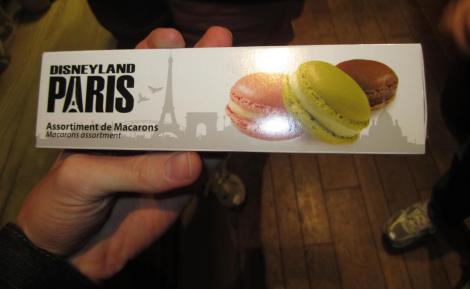 DISNEYLAND
PARIS
Assortiment de Macarons
Macarons assortment